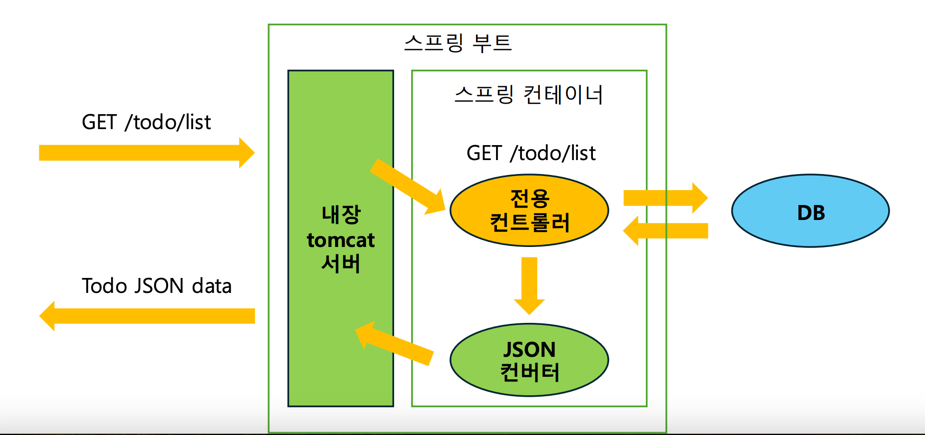 스프링 부트
스프링 컨테이너
GET /todo/list
GET /todo/list
전용
컨트롤러
DB
내장
tomcat
서버
Todo JSON data
JSON
컨버터